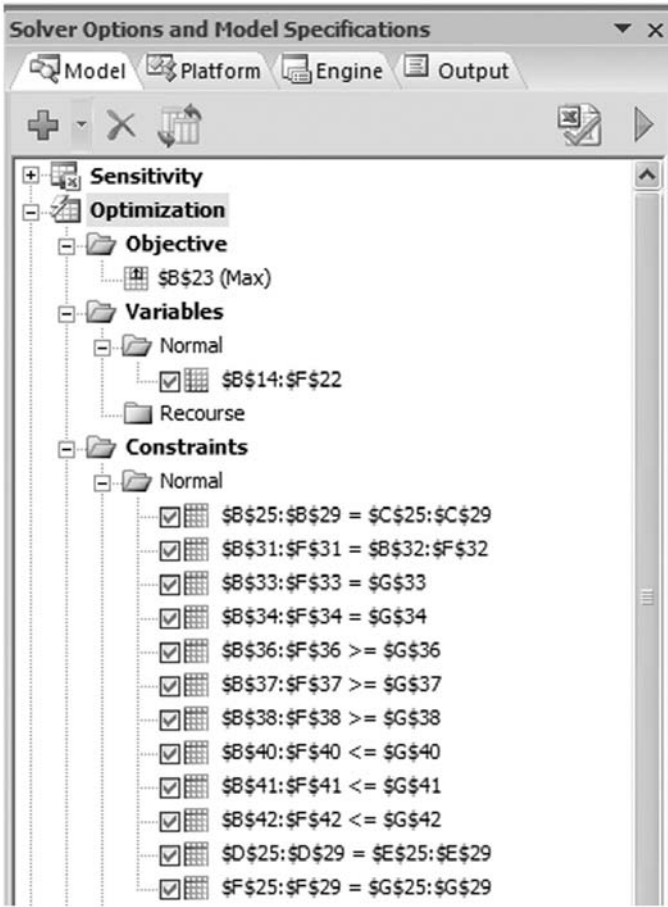 Solver Options and Model Specifications
Model Platform Engine Output
Sensitivity
Optimization
Objective
$B$23 (Max)
Variables
Normal
$B$14:$F$22
Recourse
Constraints
Normal
$B$25:$B$29 = $C$25:$C$29
$B$31:$F$31 = $B$32:$F$32
$B$33:$F$33 = $G$33
$B$34:$F$34 = $G$34
$B$36:$F$36 >= $G$36
$B$37:$F$37 >= $G$37
$B$38:$F$38 >= $G$38
$B$40:$F$40 <= $G$40
$B$41:$F$41 <= $G$41
$B$42:$F$42 <= $G$42
$D$25:$D$29 = $E$25:$E$29
$F$25:$F$29 = $G$25:$G$29